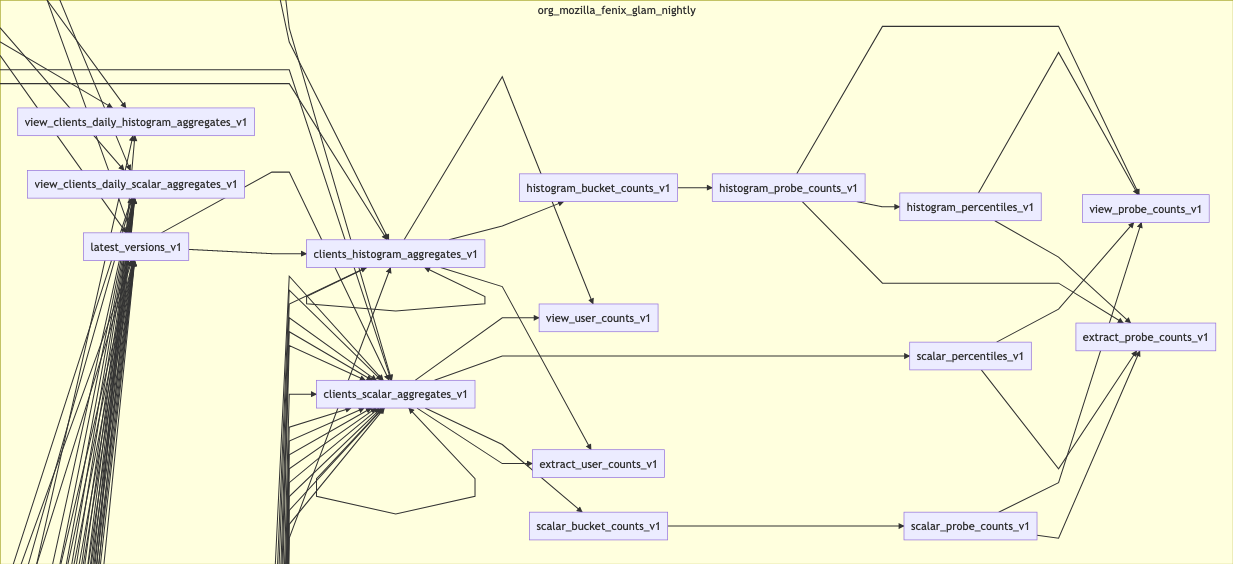 org_mozilla_fenix_glam_nightly
view_clients_daily_histogram_aggregates_v1
view_clients_daily_scalar_aggregates_v1
histogram_bucket_counts_v1
histogram_probe_counts_v1
histogram_percentiles_v1
view_probe_counts_v1
latest_versions_v1
clients_histogram_aggregates_v1
view_user_counts_v1
extract_probe_counts_v1
scalar_percentiles_v1
clients_scalar_aggregates_v1
extract_user_counts_v1
scalar_bucket_counts_v1
scalar_probe_counts_v1